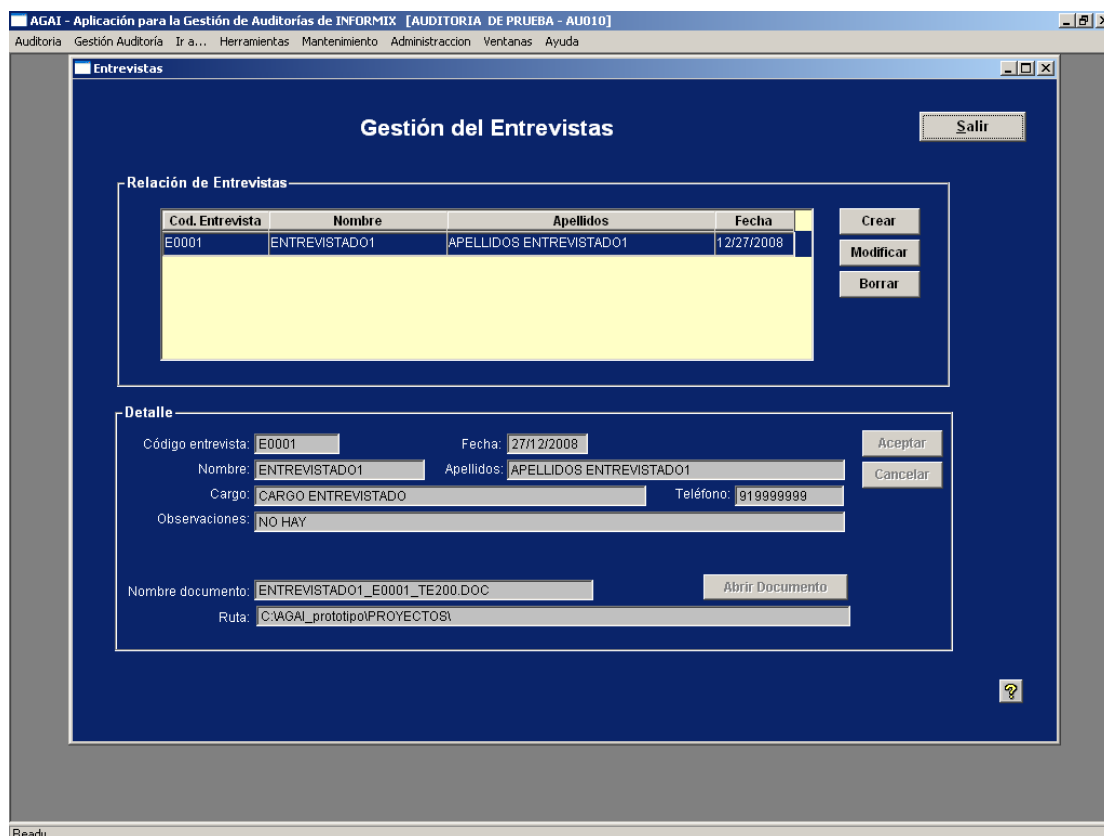 AGAI - Aplicación para la Gestión de Auditorías de INFORMIX [AUDITORIA DE PRUEBA - AU010]
Auditoria Gestión Auditoría Ir a... Herramientas Mantenimiento Administraccion Ventanas Ayuda
Entrevistas
Gestión del Entrevistas
Salir
Relación de Entrevistas
Cod. Entrevista Nombre Apellidos Fecha
E0001 ENTREVISTADO1 APELLIDOS ENTREVISTADO1 12/27/2008
Crear
Modificar
Borrar
Detalle
Código entrevista: E0001 Fecha: 27/12/2008 Aceptar
Nombre: ENTREVISTADO1 Apellidos: APELLIDOS ENTREVISTADO1 Cancelar
Cargo: CARGO ENTREVISTADO Teléfono: 919999999
Observaciones: NO HAY
Nombre documento: ENTREVISTADO1_E0001_TE200.DOC Abrir Documento
Ruta: C:\AGAI_prototipo\PROYECTOS\
?
Ready